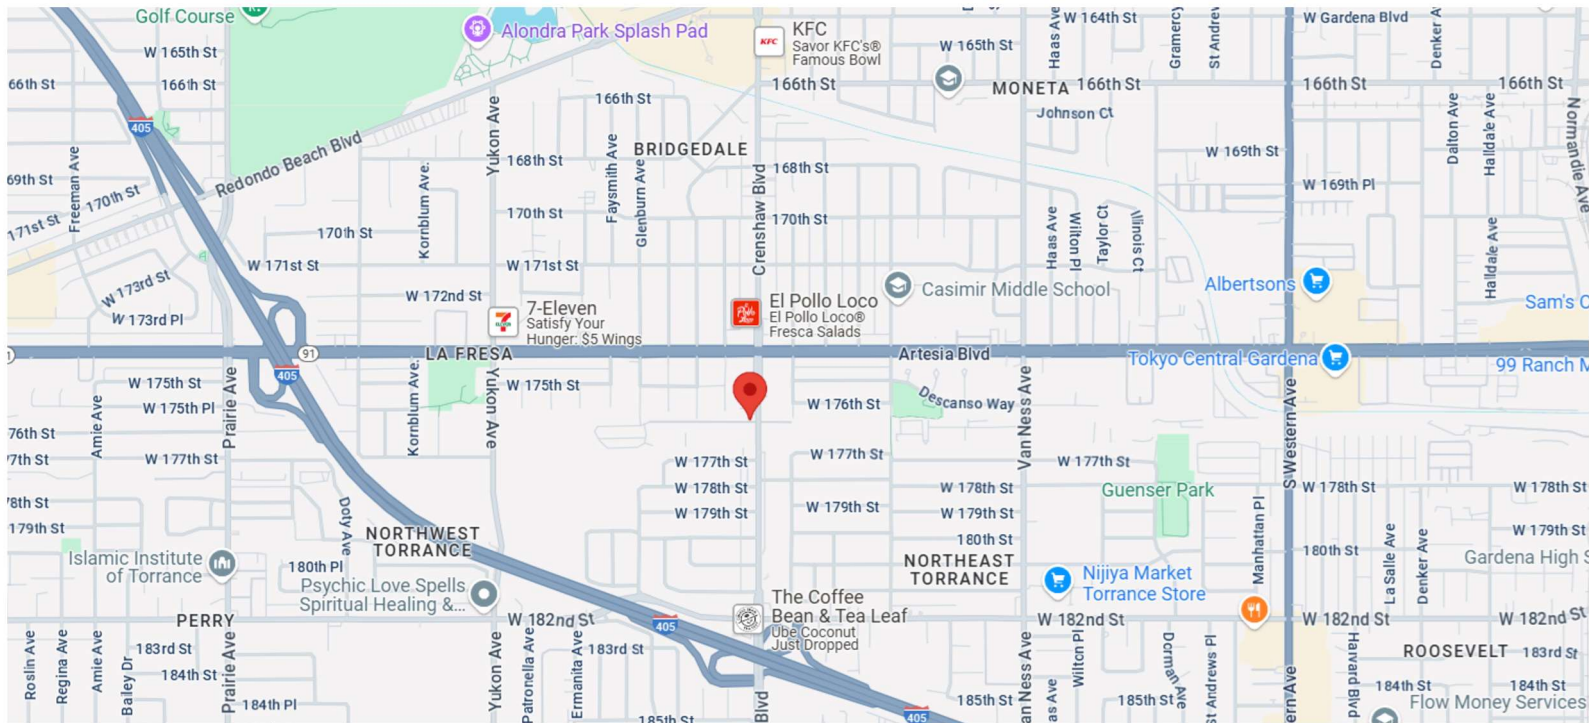 Golf Course
Alondra Park Splash Pad
KFC
Savor KFC's®
Famous Bowl
W 164th St
W Gardena Blvd
W 165th St
W 165th St
Haas Ave
Gramercy
St Andrew
Denker A
66th St
166th St
166th St
166th St
MONETA
166th St
166th St
166th St
Johnson Ct
405
Redondo Beach Blvd
Yukon Ave
BRIDGEDALE
168th St
168th St
W 169th St
W 169th Pl
Dalton Ave
Halldale Ave
Normandie Ave
69th St
170th St
171st St
Freeman Ave
Kornblum Ave.
Faysmith Ave
Glenburn Ave
Crenshaw Blvd
170th St
170th St
170th St
Haas Ave
Wilton Pl
Taylor Ct
Illinois Ct
Halldale Ave
W 171st St
W 171st St
W 173rd St
W 173rd Pl
W 172nd St
7-Eleven
Satisfy Your
Hunger: $5 Wings
El Pollo Loco
El Pollo Loco®
Fresca Salads
Casimir Middle School
Albertsons
Sam's C
1
91
405
LA FRESA
Artesia Blvd
Tokyo Central Gardena
99 Ranch M
W 175th St
W 175th Pl
W 175th St
W 176th St
Descanso Way
Prairie Ave
Amie Ave
Kornblum Ave.
Yukon Ave
Van Ness Ave
S Western Ave
76th St
77th St
W 177th St
W 177th St
W 177th St
W 177th St
78th St
W 178th St
W 178th St
W 178th St
W 178th St
Guenser Park
179th St
W 179th St
W 179th St
W 179th St
W 179th St
Doty Ave
NORTHWEST
TORRANCE
180th St
180th St
Manhattan Pl
La Salle Ave
Denker Ave
Gardena High S
Islamic Institute
of Torrance
180th Pl
Psychic Love Spells
Spiritual Healing &...
NORTHEAST
TORRANCE
Nijiya Market
Torrance Store
The Coffee
Bean & Tea Leaf
Ube Coconut
Just Dropped
PERRY
W 182nd St
405
W 182nd St
W 182nd St
W 182nd St
Roslin Ave
Regina Ave
Amie Ave
Bailey Dr
183rd St
184th St
184th Pl
Prairie Ave
Yukon Ave
Patronella Ave
Ermanita Ave
183rd St
185th St
Blvd
405
185th St
an Ness Ave
as Ave
Wilton Pl
Dorman Ave
185th St
St Andrews Pl
ern Ave
Harvard Blvd
ROOSEVELT
183rd St
184th St
184th St
Flow Money Services